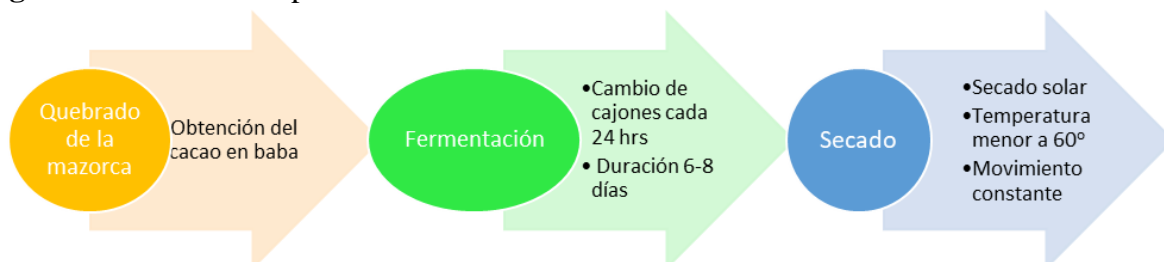 Quebrado
de la
mazorca
Obtención del
cacao en baba
Fermentación
•Cambio de
cajones cada
24 hrs
• Duración 6-8
días
Secado
•Secado solar
•Temperatura
menor a 60°
•Movimiento
constante